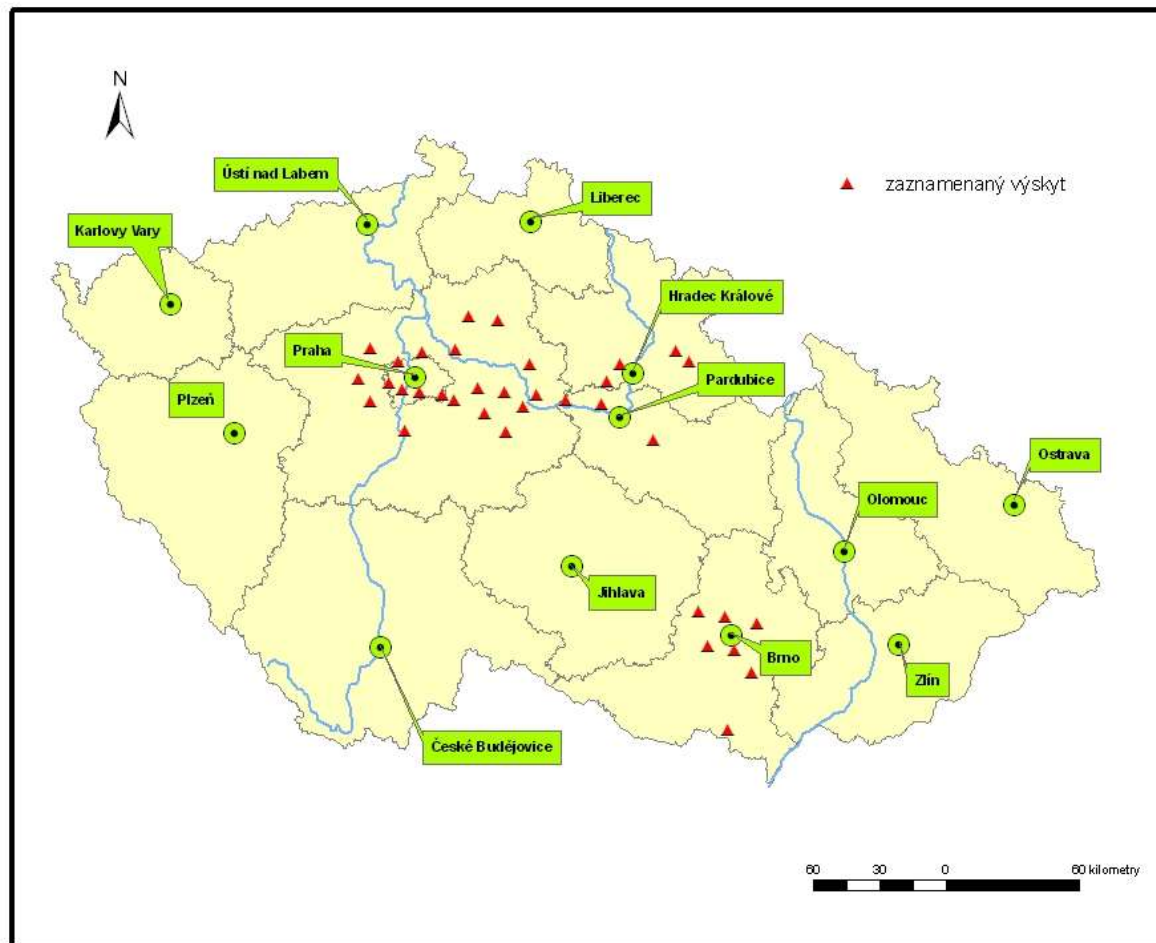 N
Ústí nad Labem
Liberec
zaznamenaný výskyt
Karlovy Vary
Hradec Králové
Praha
Pardubice
Plzeň
Ostrava
Olomouc
Jihlava
Brno
Zlín
České Budějovice
60 30 0 60 kilometry